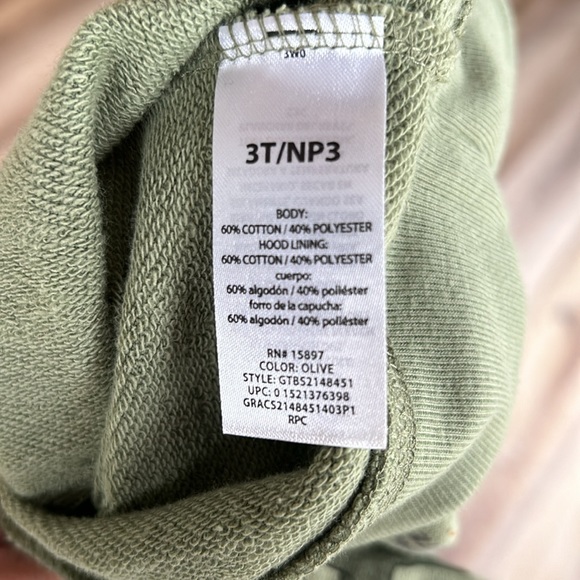 3T/NP3
BODY:
60% COTTON / 40% POLYESTER
HOOD LINING:
60% COTTON / 40% POLYESTER
cuerpo:
60% algodón / 40% poliéster
forro de la capucha:
60% algodón / 40% poliéster
RN# 15897
COLOR: OLIVE
STYLE: GTBS2148451
UPC: 0 1521376398
GRACS2148451403P1
RPC